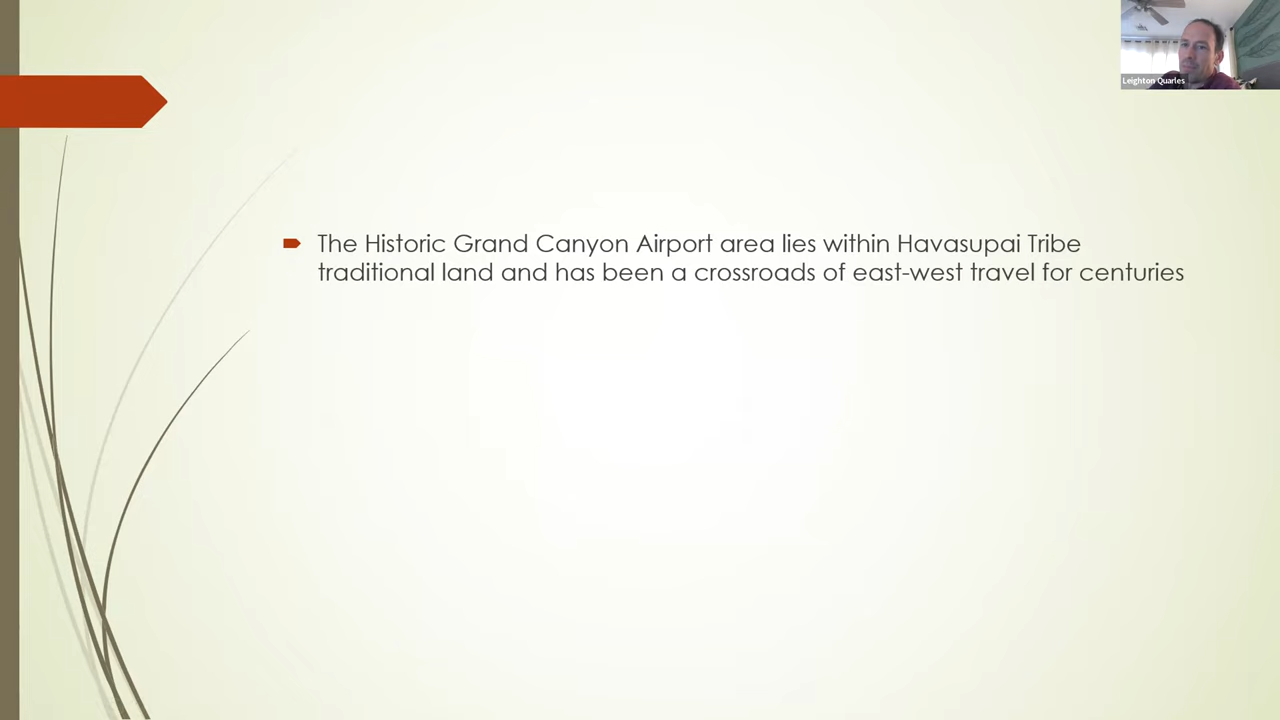 Leighton Quarles
The Historic Grand Canyon Airport area lies within Havasupai Tribe
traditional land and has been a crossroads of east-west travel for centuries